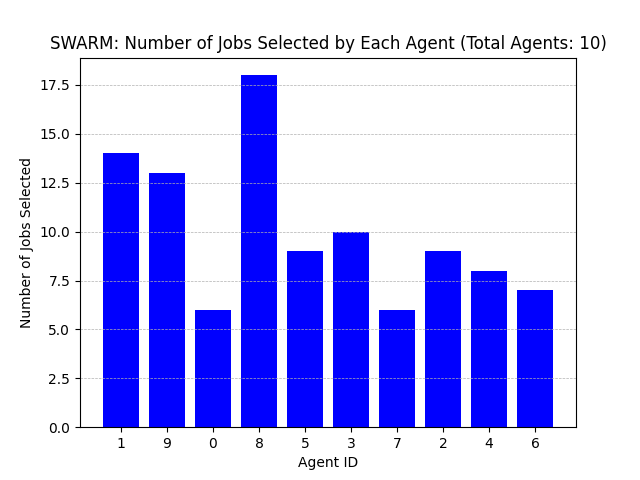 SWARM: Number of Jobs Selected by Each Agent (Total Agents: 10)
17.5
15.0
12.5
10.0
7.5
5.0
2.5
0.0
Number of Jobs Selected
1 9 0 8 5 3 7 2 4 6
Agent ID